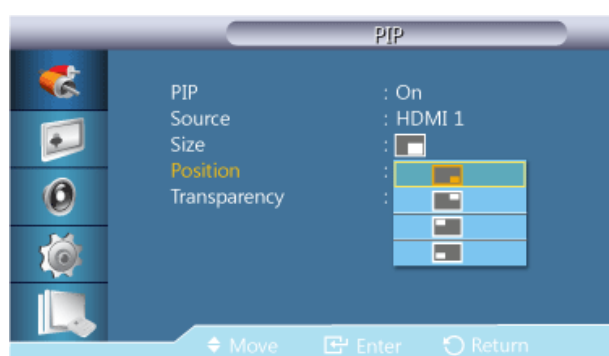 PIP
PIP : On
Source : HDMI 1
Size :
Position :
Transparency :
Move Enter Return